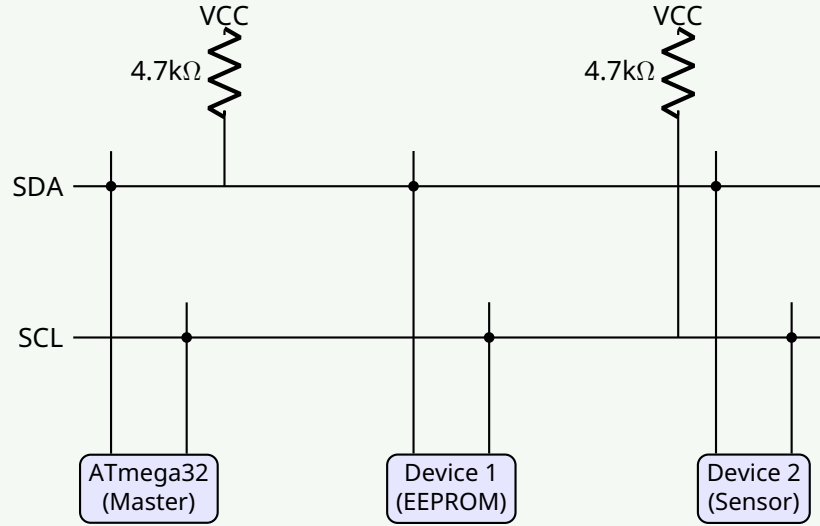 VCC
VCC
4.7kΩ
4.7kΩ
SDA
SCL
ATmega32
(Master)
Device 1
(EEPROM)
Device 2
(Sensor)